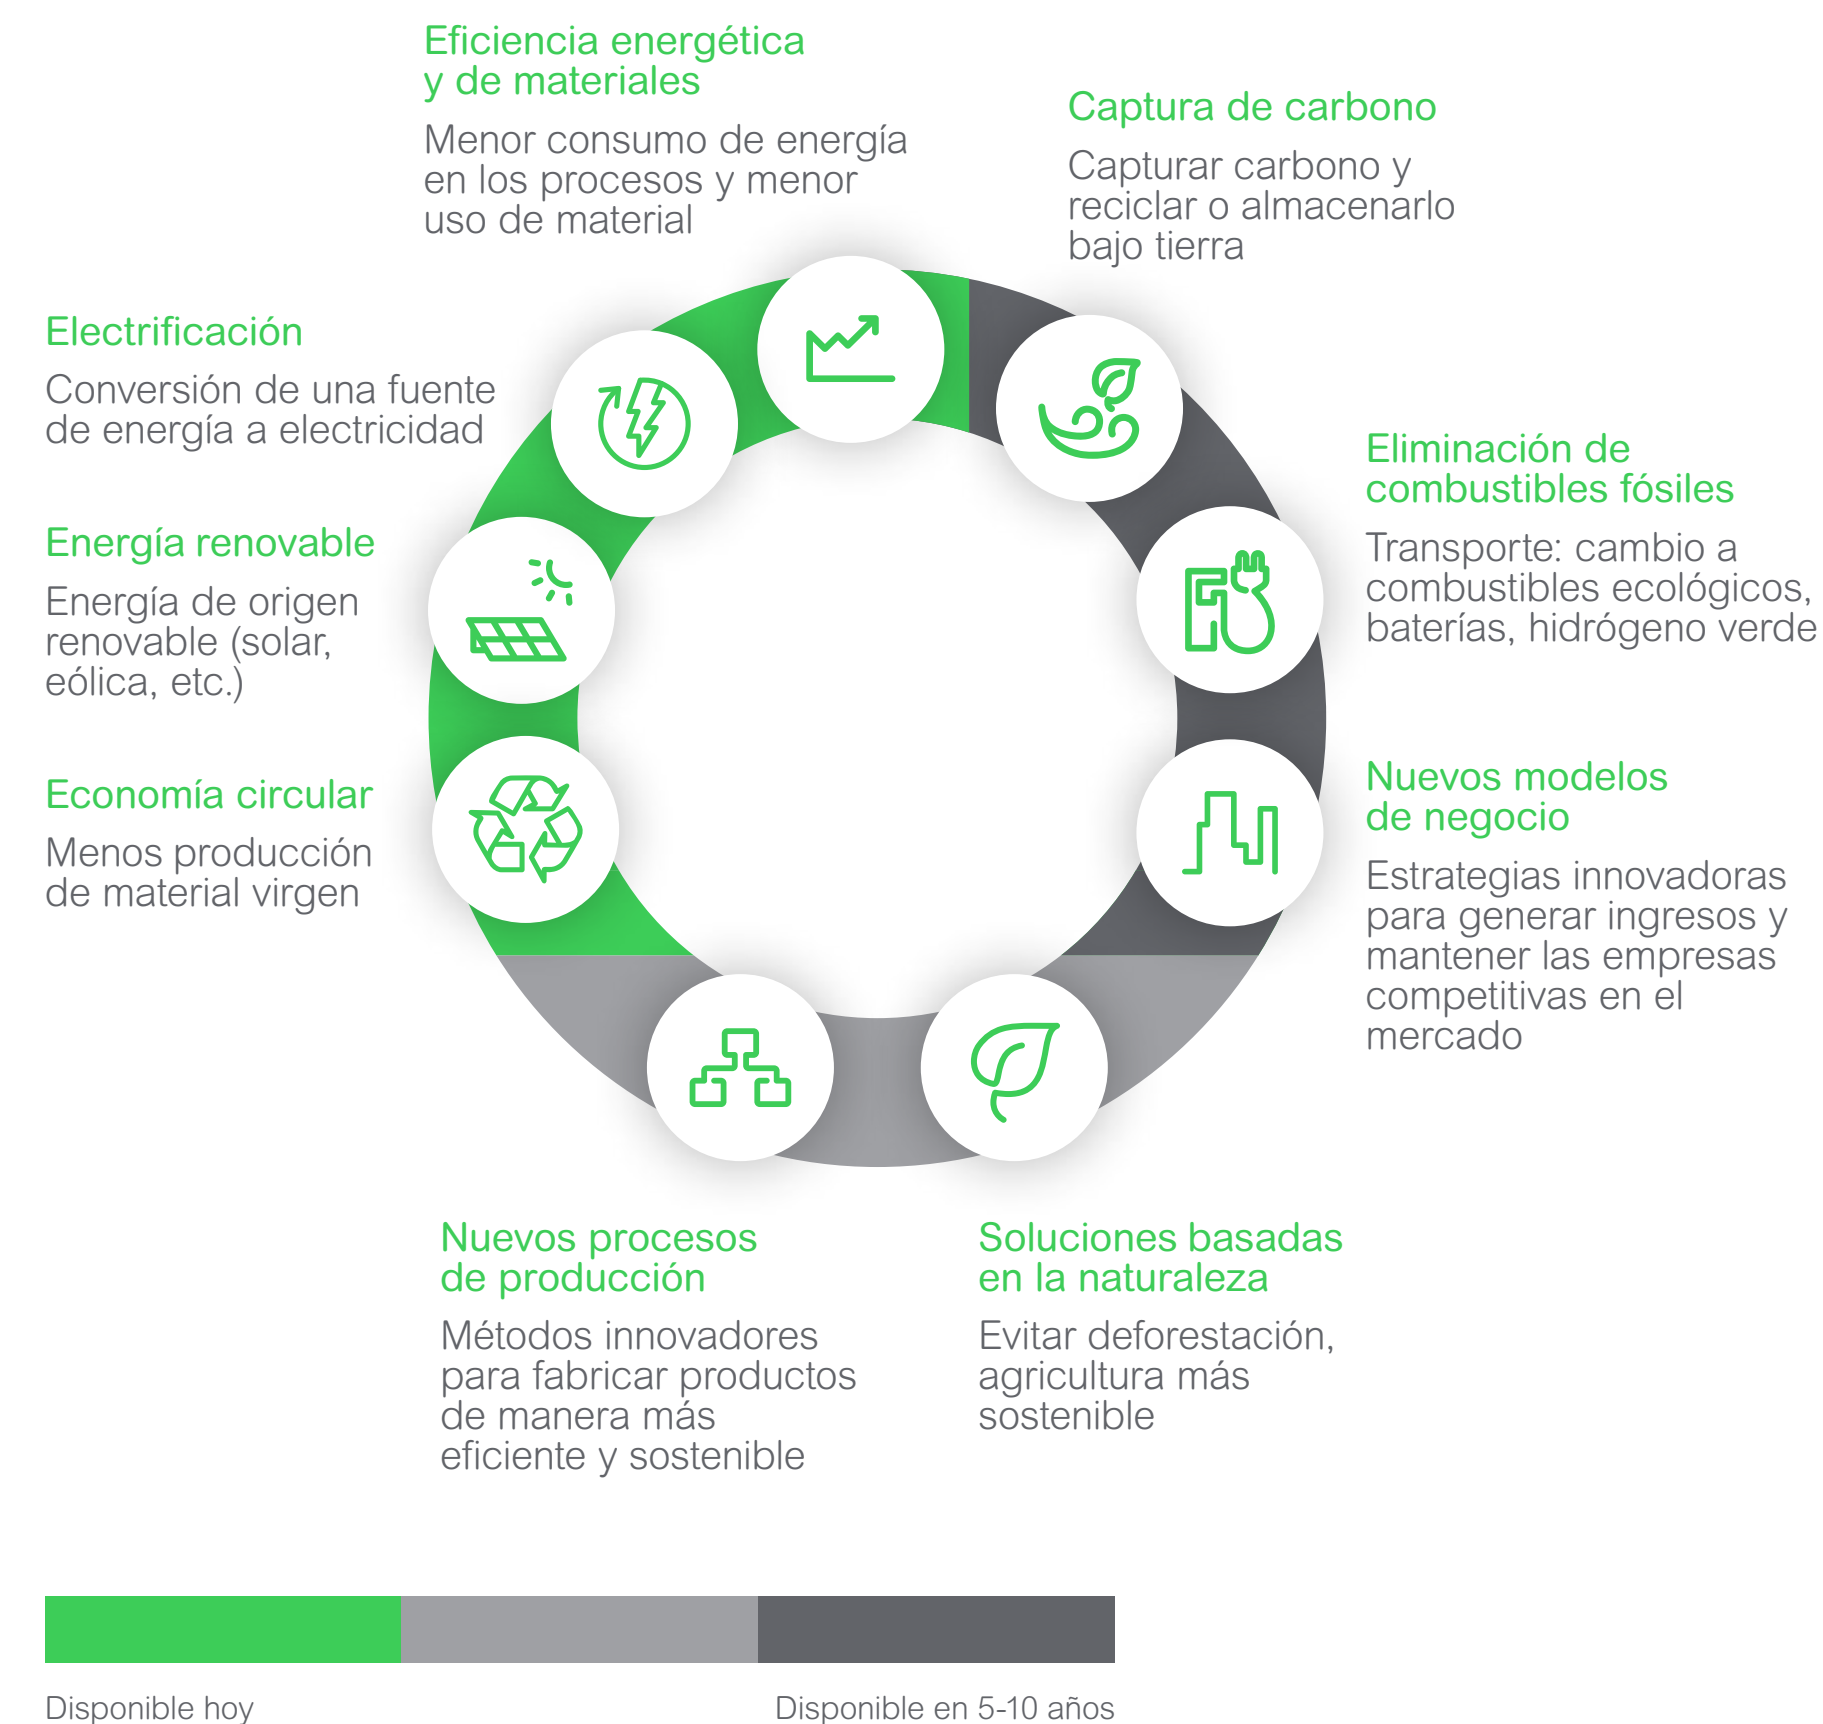 Eficiencia energética
y de materiales
Menor consumo de energía
en los procesos y menor
uso de material
Captura de carbono
Capturar carbono y
reciclar o almacenarlo
bajo tierra
Electrificación
Conversión de una fuente
de energía a electricidad
Eliminación de
combustibles fósiles
Transporte: cambio a
combustibles ecológicos,
baterías, hidrógeno verde
Energía renovable
Energía de origen
renovable (solar,
eólica, etc.)
Nuevos modelos
de negocio
Estrategias innovadoras
para generar ingresos y
mantener las empresas
competitivas en el
mercado
Economía circular
Menos producción
de material virgen
Nuevos procesos
de producción
Métodos innovadores
para fabricar productos
de manera más
eficiente y sostenible
Soluciones basadas
en la naturaleza
Evitar deforestación,
agricultura más
sostenible
Disponible hoy
Disponible en 5-10 años